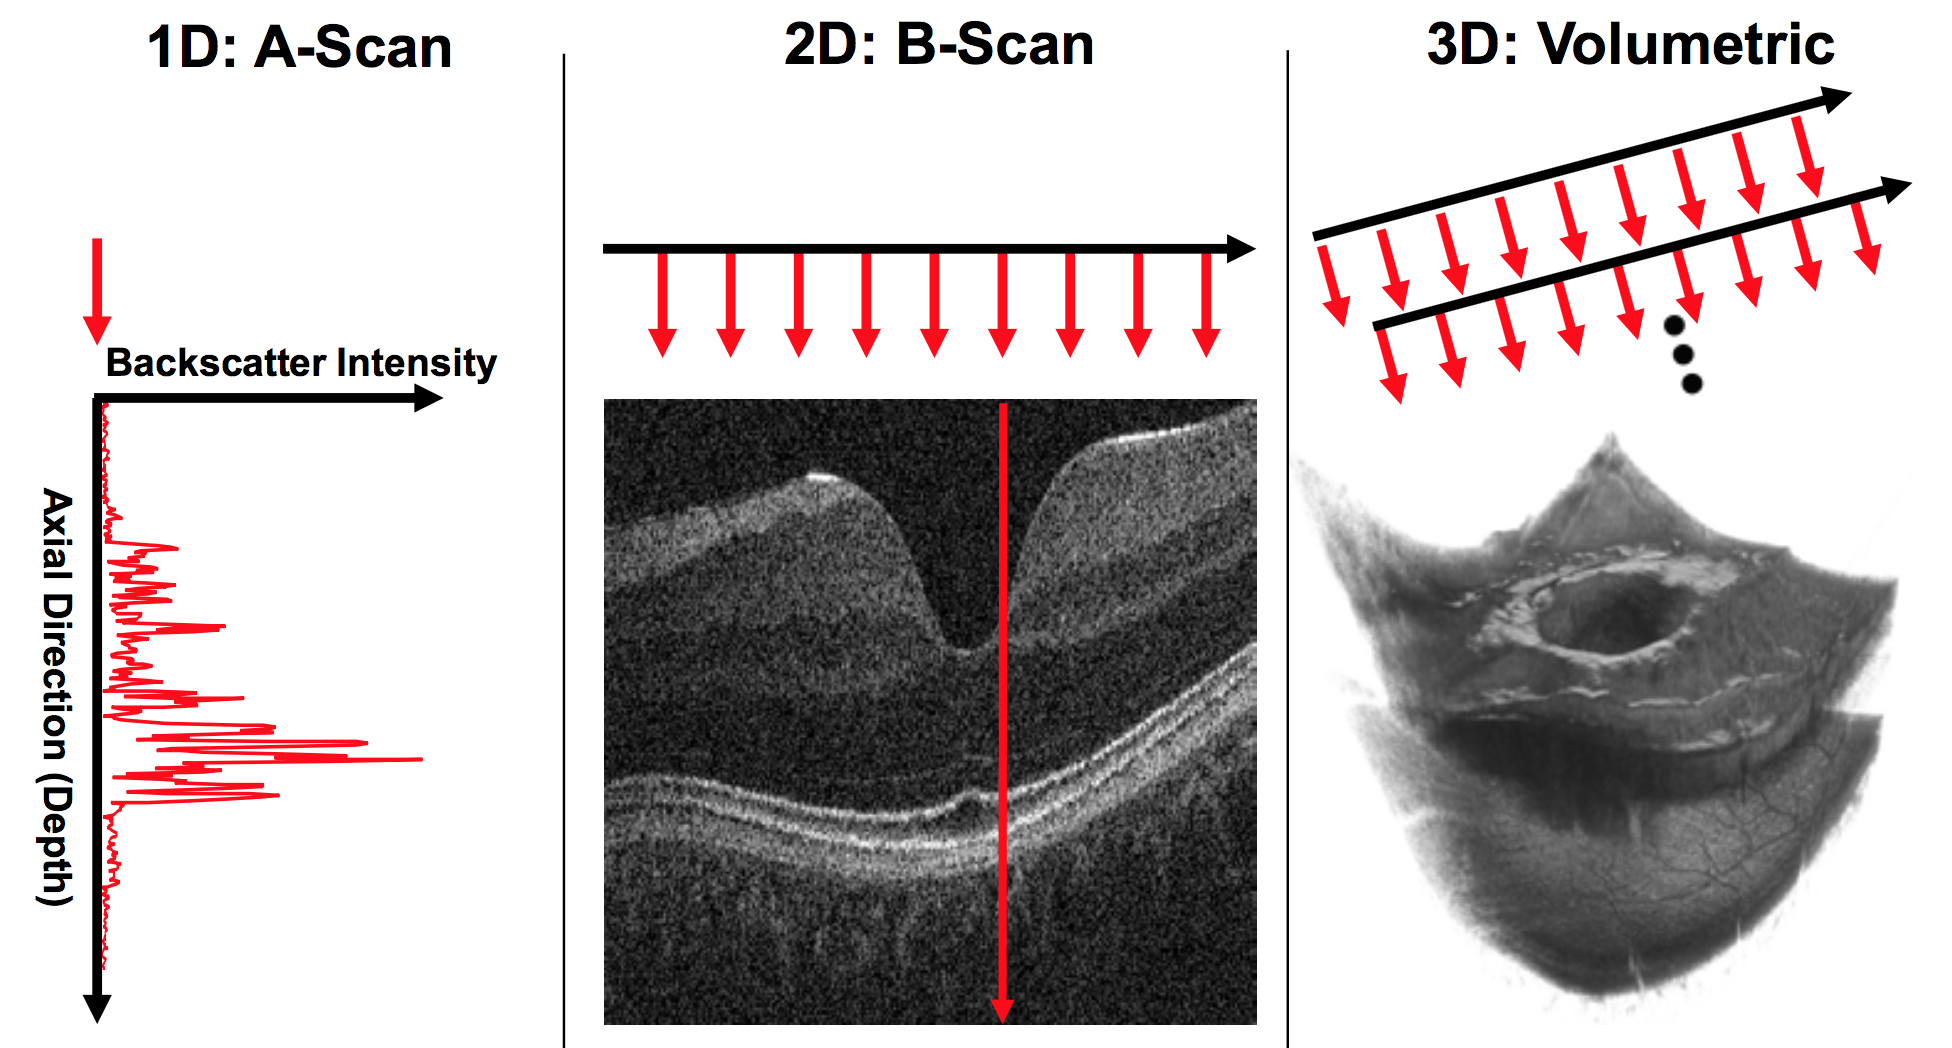 1D: A-Scan
2D: B-Scan
3D: Volumetric
Backscatter Intensity
Axial Direction (Depth)